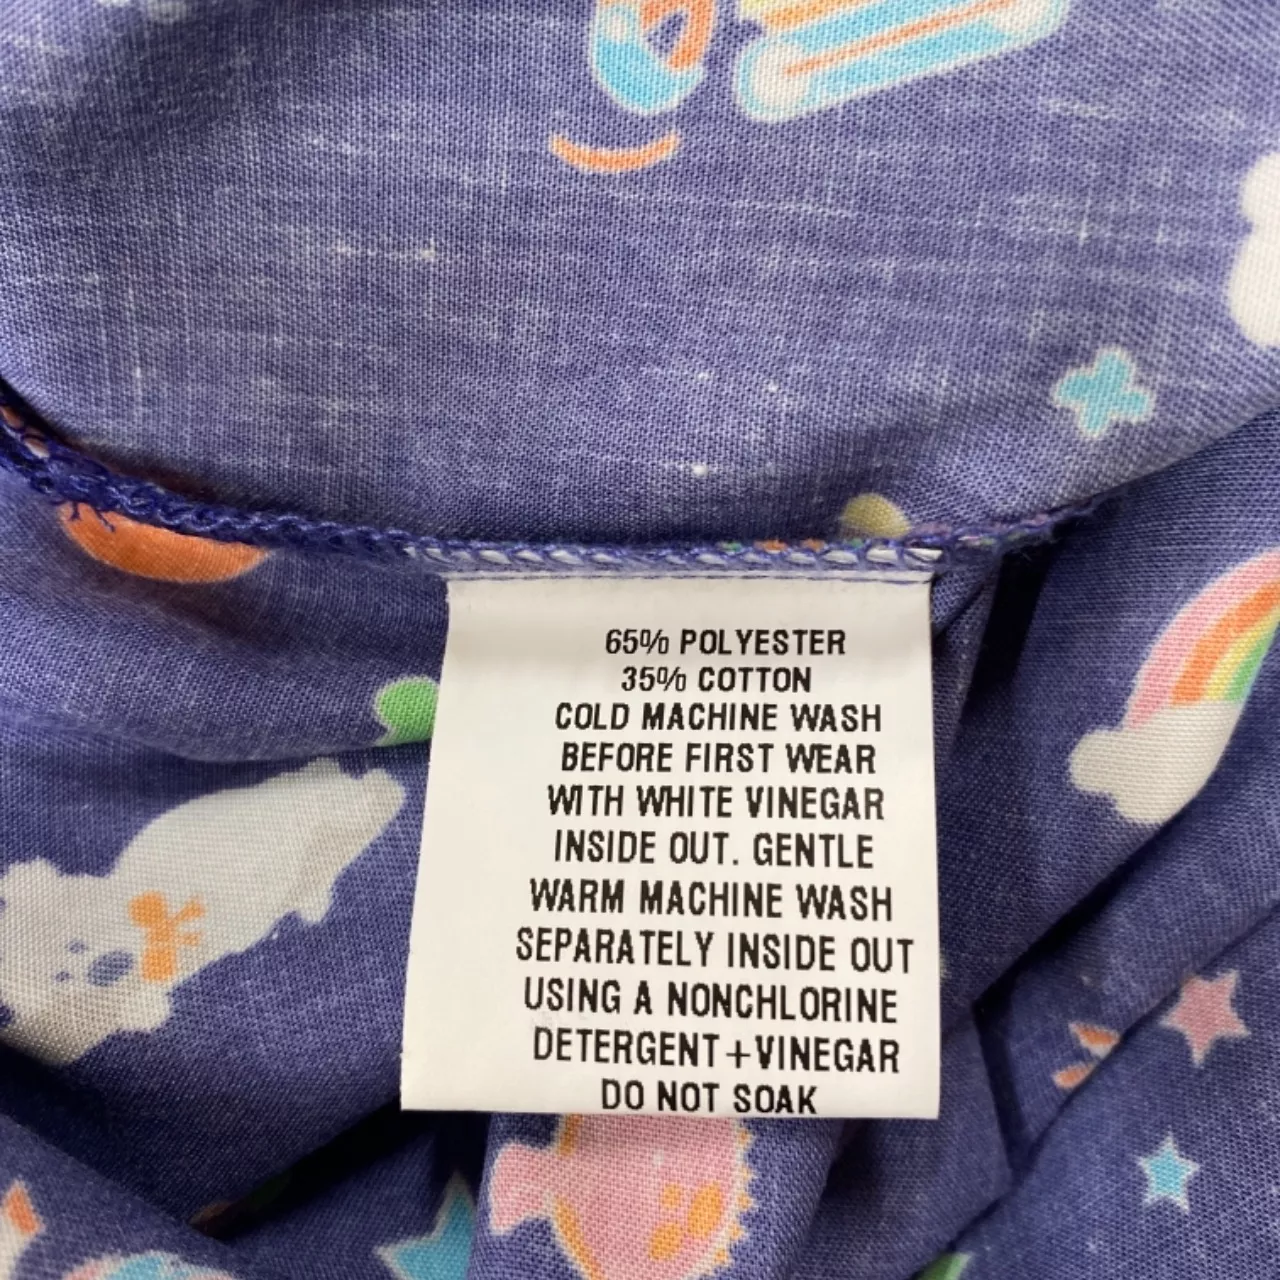 65% POLYESTER
35% COTTON
COLD MACHINE WASH
BEFORE FIRST WEAR
WITH WHITE VINEGAR
INSIDE OUT. GENTLE
WARM MACHINE WASH
SEPARATELY INSIDE OUT
USING A NONCHLORINE
DETERGENT+VINEGAR
DO NOT SOAK